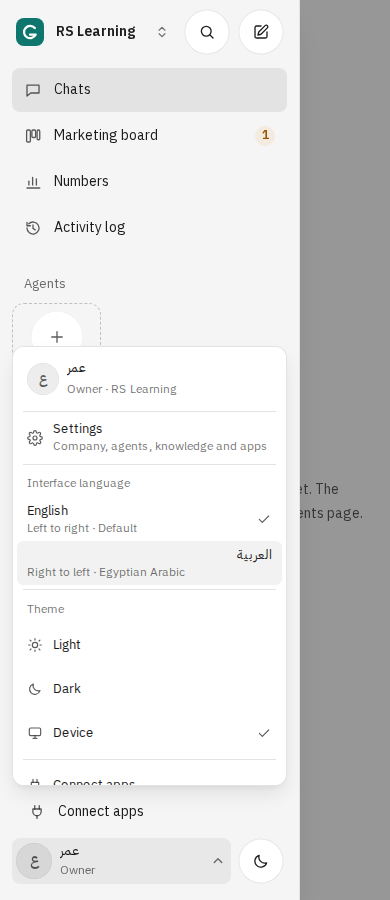 RS Learning
Chats
Marketing board 1
Numbers
Activity log
Agents
ع عمر
Owner · RS Learning
Settings
Company, agents, knowledge and apps
Interface language
English
Left to right · Default
العربية
Right to left · Egyptian Arabic
et. The
ents page.
Theme
Light
Dark
Device
Connect apps
Connect apps
ع عمر
Owner